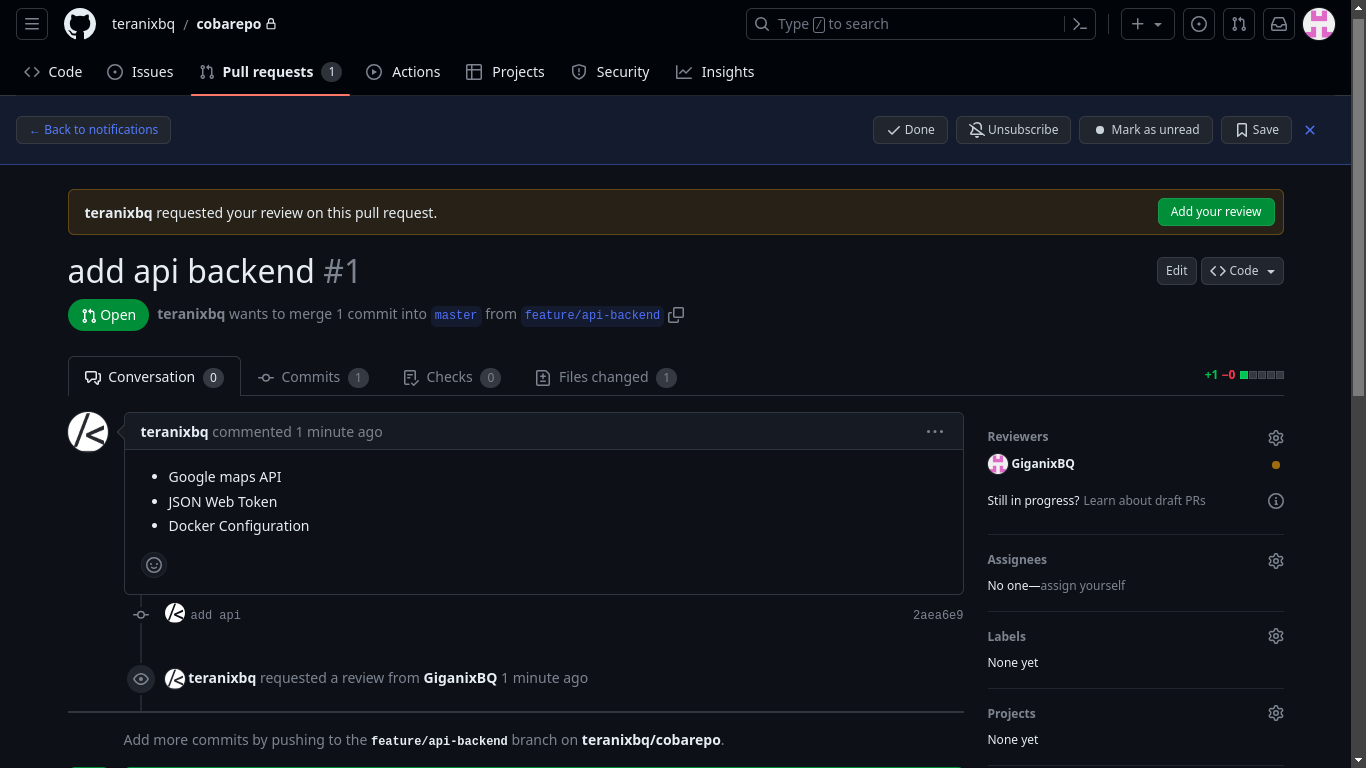 teranixbq / cobarepo
Type / to search
Code Issues Pull requests 1 Actions Projects Security Insights
← Back to notifications
Done Unsubscribe Mark as unread Save
teranixbq requested your review on this pull request.
Add your review
add api backend #1
Edit Code
Open teranixbq wants to merge 1 commit into master from feature/api-backend
Conversation 0 Commits 1 Checks 0 Files changed 1
+1 −0
teranixbq commented 1 minute ago
• Google maps API
• JSON Web Token
• Docker Configuration
add api 2aea6e9
teranixbq requested a review from GiganixBQ 1 minute ago
Add more commits by pushing to the feature/api-backend branch on teranixbq/cobarepo.
Reviewers
GiganixBQ
Still in progress? Learn about draft PRs
Assignees
No one—assign yourself
Labels
None yet
Projects
None yet